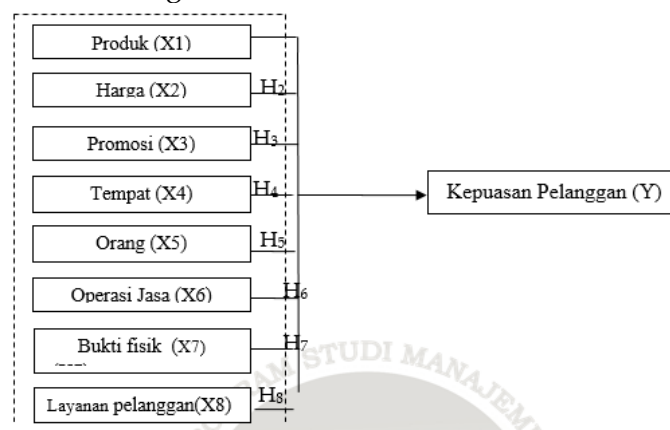 Produk (X1)
Harga (X2)
H2
Promosi (X3)
H3
Tempat (X4)
H4
Kepuasan Pelanggan (Y)
Orang (X5)
H5
Operasi Jasa (X6)
H6
Bukti fisik (X7)
H7
STUDI MANAJEM
Layanan pelanggan(X8)
H8